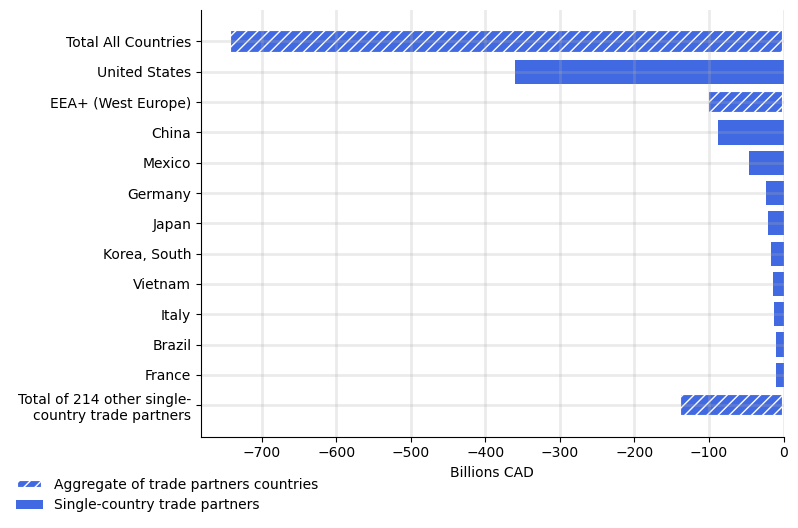 Total All Countries
United States
EEA+ (West Europe)
China
Mexico
Germany
Japan
Korea, South
Vietnam
Italy
Brazil
France
Total of 214 other single-
country trade partners
−700 −600 −500 −400 −300 −200 −100 0
Billions CAD
Aggregate of trade partners countries
Single-country trade partners